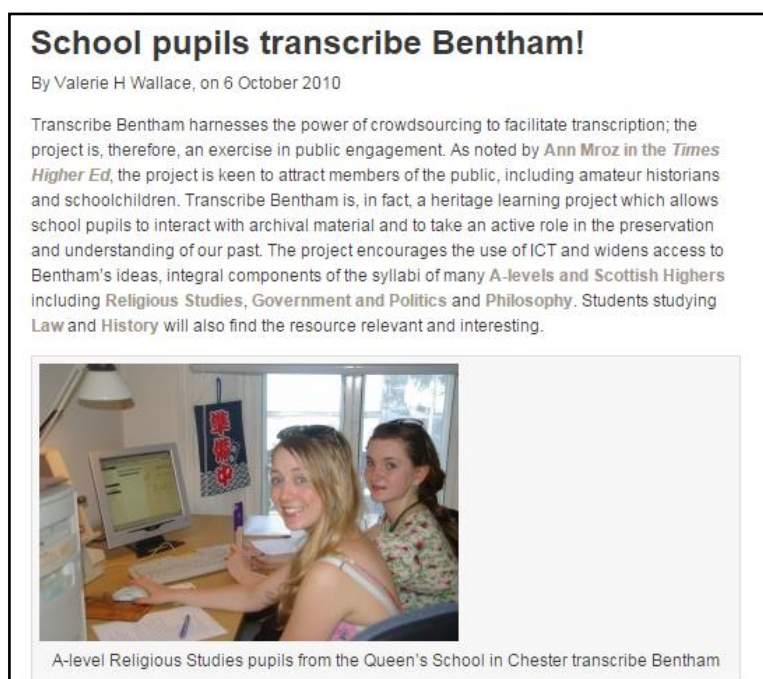 School pupils transcribe Bentham!
By Valerie H Wallace, on 6 October 2010
Transcribe Bentham harnesses the power of crowdsourcing to facilitate transcription; the
project is, therefore, an exercise in public engagement. As noted by Ann Mroz in the Times
Higher Ed, the project is keen to attract members of the public, including amateur historians
and schoolchildren. Transcribe Bentham is, in fact, a heritage learning project which allows
school pupils to interact with archival material and to take an active role in the preservation
and understanding of our past. The project encourages the use of ICT and widens access to
Bentham's ideas, integral components of the syllabi of many A-levels and Scottish Highers
including Religious Studies, Government and Politics and Philosophy. Students studying
Law and History will also find the resource relevant and interesting.
準備中
A-level Religious Studies pupils from the Queen's School in Chester transcribe Bentham